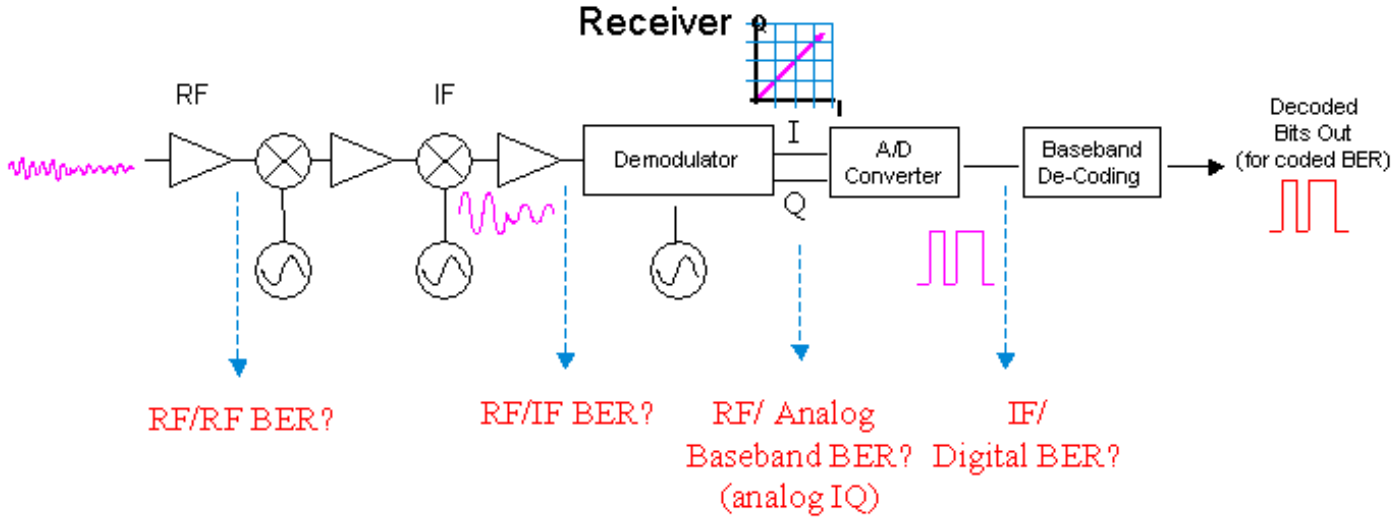 Receiver
Q
I
RF
IF
I
Q
Demodulator
A/D
Converter
Baseband
De-Coding
Decoded
Bits Out
(for coded BER)
RF/RF BER?
RF/IF BER?
RF/ Analog
Baseband BER?
(analog IQ)
IF/
Digital BER?